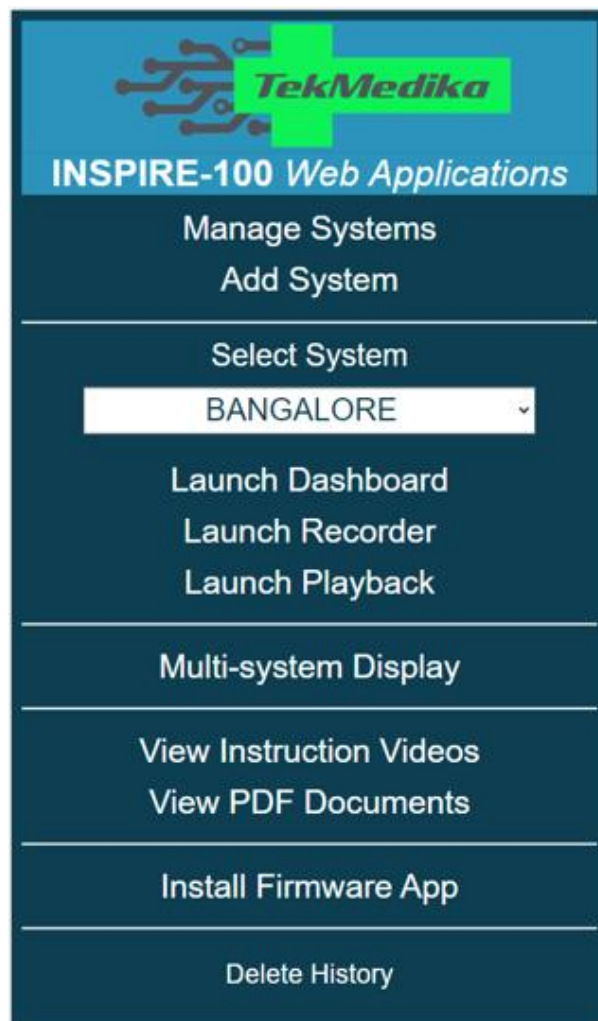 TekMedika
INSPIRE-100 Web Applications
Manage Systems
Add System
Select System
BANGALORE
Launch Dashboard
Launch Recorder
Launch Playback
Multi-system Display
View Instruction Videos
View PDF Documents
Install Firmware App
Delete History